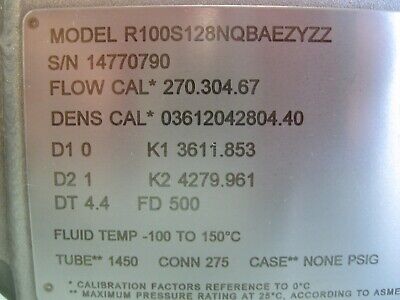 MODEL R100S128NQBAEZYZZ
S/N 14770790
FLOW CAL* 270.304.67
DENS CAL* 03612042804.40
D1 0 K1 3611.853
D2 1 K2 4279.961
DT 4.4 FD 500
FLUID TEMP -100 TO 150°C
TUBE** 1450 CONN 275 CASE** NONE PSIG
* CALIBRATION FACTORS REFERENCE TO 0°C
** MAXIMUM PRESSURE RATING AT 25°C, ACCORDING TO ASME